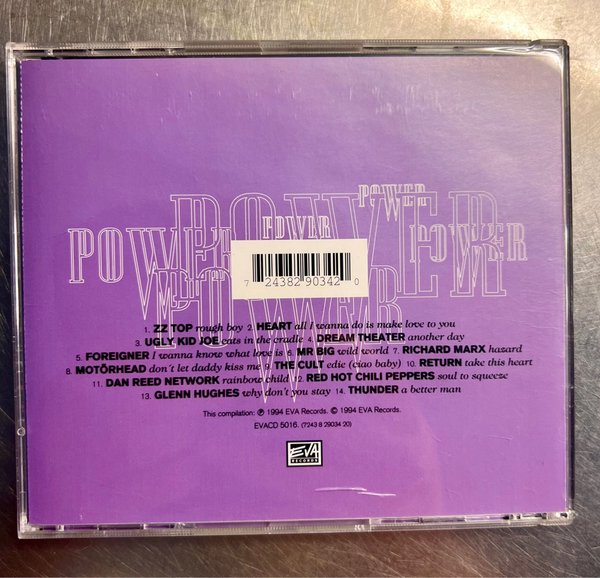 POWER
POWER
POWER
POWER
POWER
POWER
7 24382 90342 0
1. ZZ TOP rough boy 2. HEART all i wanna do is make love to you
3. UGLY KID JOE cats in the cradle 4. DREAM THEATER another day
5. FOREIGNER I wanna know what love is 6. MR BIG wild world 7. RICHARD MARX hazard
8. MOTÖRHEAD don´t let daddy kiss me 9. THE CULT edie (ciao baby) 10. RETURN take this heart
11. DAN REED NETWORK rainbow child 12. RED HOT CHILI PEPPERS soul to squeeze
13. GLENN HUGHES why don't you stay 14. THUNDER a better man
This compilation: ℗ 1994 EVA Records. © 1994 EVA Records.
EVACD 5016. (7243 8 29034 20)
EVA
RECORDS